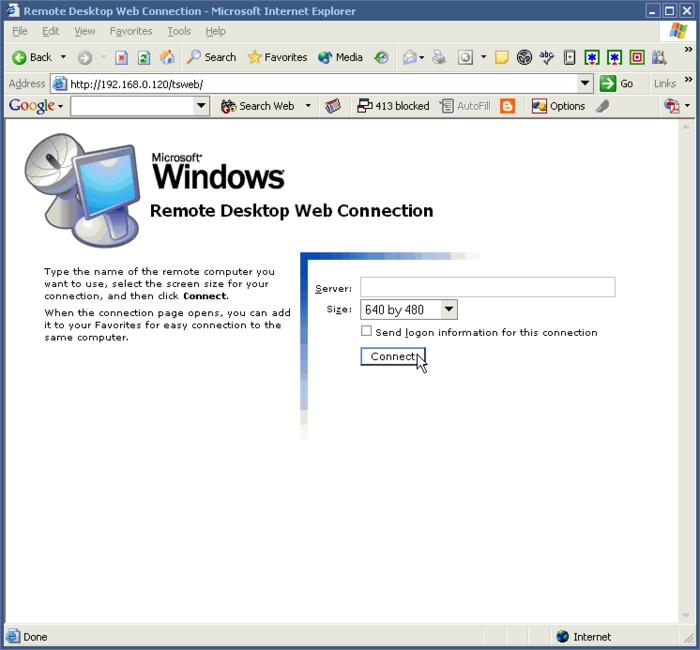 Remote Desktop Web Connection - Microsoft Internet Explorer
File Edit View Favorites Tools Help
Back Search Favorites Media
Address http://192.168.0.120/tsweb/ Go Links
Google Search Web 413 blocked AutoFill Options
Microsoft
Windows
Remote Desktop Web Connection
Type the name of the remote computer you
want to use, select the screen size for your
connection, and then click Connect.
When the connection page opens, you can add
it to your Favorites for easy connection to the
same computer.
Server:
Size: 640 by 480
Send logon information for this connection
Connect
Done Internet